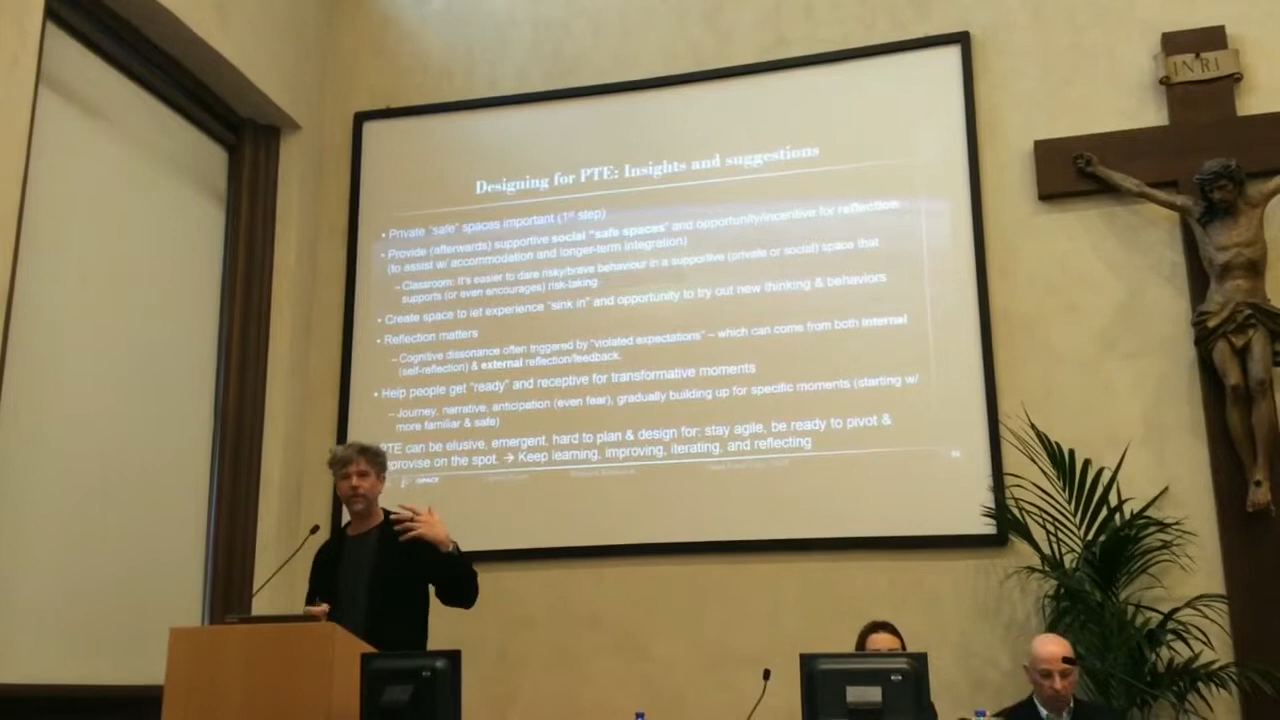 Designing for PTE: Insights and suggestions
• Private "safe" spaces important (1st step)
• Provide (afterwards) supportive social "safe spaces" and opportunity/incentive for reflection
(to assist w/ accommodation and longer-term integration)
– Classroom: it's easier to dare risky/brave behaviour in a supportive (private or social) space that
supports (or even encourages) risk-taking
• Create space to let experience "sink in" and opportunity to try out new thinking & behaviors
• Reflection matters
– Cognitive dissonance often triggered by "violated expectations" – which can come from both internal
(self-reflection) & external reflection/feedback.
• Help people get "ready" and receptive for transformative moments
– Journey, narrative, anticipation (even fear), gradually building up for specific moments (starting w/
more familiar & safe)
PTE can be elusive, emergent, hard to plan & design for: stay agile, be ready to pivot &
improvise on the spot. → Keep learning, improving, iterating, and reflecting
INRI